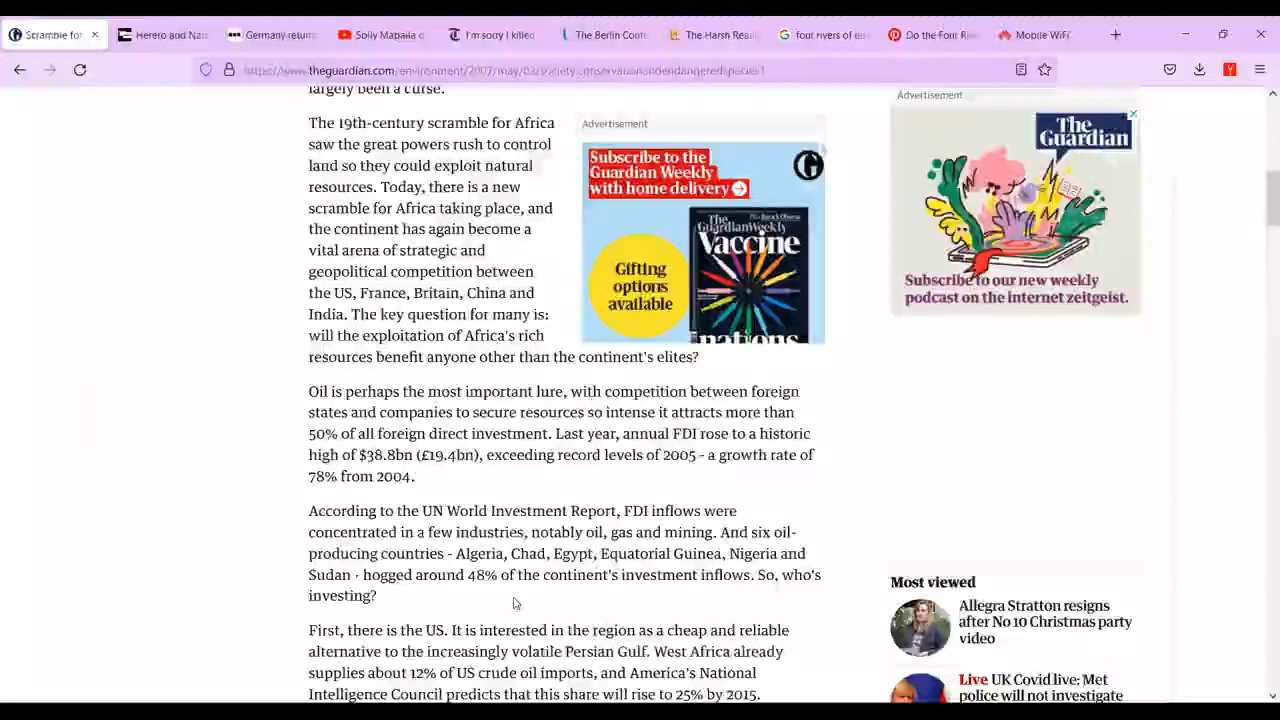 Scramble for
Herero and Nam
Germany return
Solly Mapaila o
I'm sorry I killed
The Berlin Conf
The Harsh Rea
four rivers of e
Do the Four Ri
Mobile WiFi
https://www.theguardian.com/environment/2007/may/03/society.conservationandendangeredspecies1
largely been a curse.
The 19th-century scramble for Africa
saw the great powers rush to control
land so they could exploit natural
resources. Today, there is a new
scramble for Africa taking place, and
the continent has again become a
vital arena of strategic and
geopolitical competition between
the US, France, Britain, China and
India. The key question for many is:
will the exploitation of Africa's rich
resources benefit anyone other than the continent's elites?
Advertisement
Subscribe to the
Guardian Weekly
with home delivery
The
GuardianWeekly
Vaccine
nations
Gifting
options
available
Oil is perhaps the most important lure, with competition between foreign
states and companies to secure resources so intense it attracts more than
50% of all foreign direct investment. Last year, annual FDI rose to a historic
high of $38.8bn (£19.4bn), exceeding record levels of 2005 - a growth rate of
78% from 2004.
According to the UN World Investment Report, FDI inflows were
concentrated in a few industries, notably oil, gas and mining. And six oil-
producing countries - Algeria, Chad, Egypt, Equatorial Guinea, Nigeria and
Sudan - hogged around 48% of the continent's investment inflows. So, who's
investing?
First, there is the US. It is interested in the region as a cheap and reliable
alternative to the increasingly volatile Persian Gulf. West Africa already
supplies about 12% of US crude oil imports, and America's National
Intelligence Council predicts that this share will rise to 25% by 2015.
Advertisement
The
Guardian
Subscribe to our new weekly
podcast on the internet zeitgeist.
Most viewed
Allegra Stratton resigns
after No 10 Christmas party
video
Live UK Covid live: Met
police will not investigate